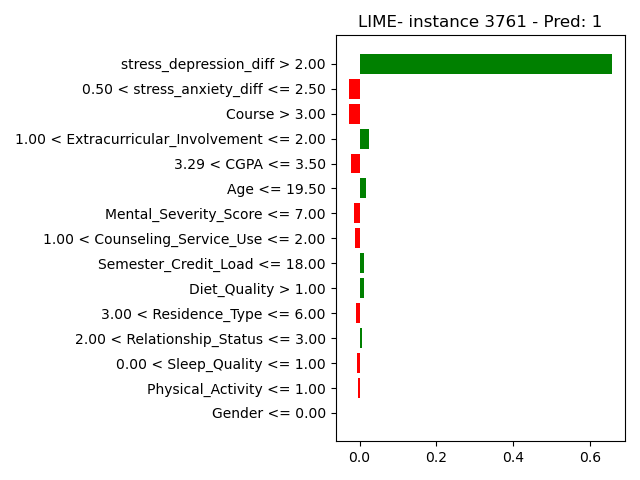 LIME- instance 3761 - Pred: 1
stress_depression_diff > 2.00
0.50 < stress_anxiety_diff <= 2.50
Course > 3.00
1.00 < Extracurricular_Involvement <= 2.00
3.29 < CGPA <= 3.50
Age <= 19.50
Mental_Severity_Score <= 7.00
1.00 < Counseling_Service_Use <= 2.00
Semester_Credit_Load <= 18.00
Diet_Quality > 1.00
3.00 < Residence_Type <= 6.00
2.00 < Relationship_Status <= 3.00
0.00 < Sleep_Quality <= 1.00
Physical_Activity <= 1.00
Gender <= 0.00
0.0 0.2 0.4 0.6